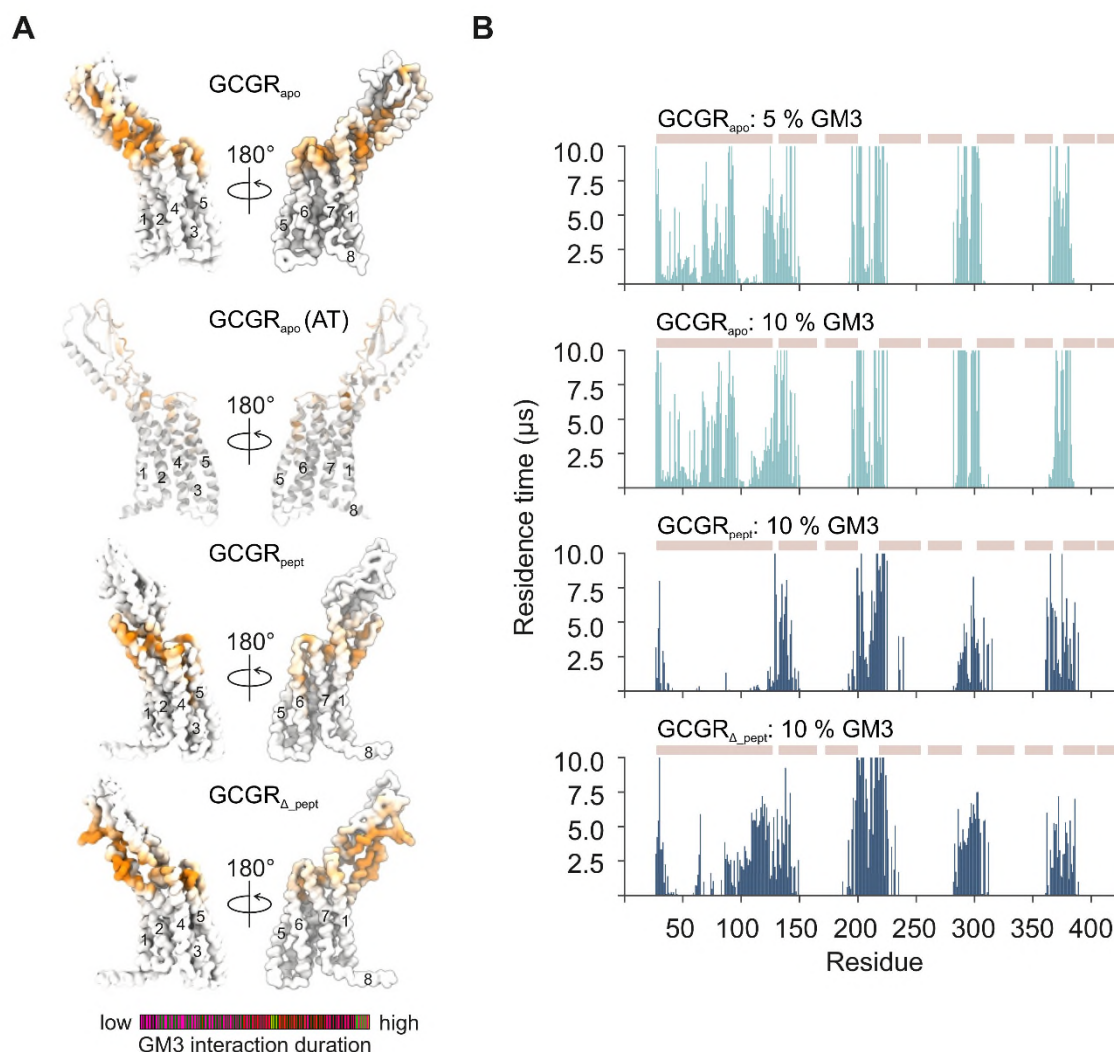 A
GCGRapo
180°
1 2 4 5 3
5 6 7 1 8
GCGRapo (AT)
180°
1 2 4 5 3
5 6 7 1 8
GCGRpept
180°
1 2 4 5 3
5 6 7 1 8
GCGRΔ_pept
180°
1 2 4 5 3
5 6 7 1 8
low high
GM3 interaction duration
B
Residence time (µs)
GCGRapo: 5 % GM3
10.0
7.5
5.0
2.5
GCGRapo: 10 % GM3
10.0
7.5
5.0
2.5
GCGRpept: 10 % GM3
10.0
7.5
5.0
2.5
GCGRΔ_pept: 10 % GM3
10.0
7.5
5.0
2.5
50 100 150 200 250 300 350 400
Residue